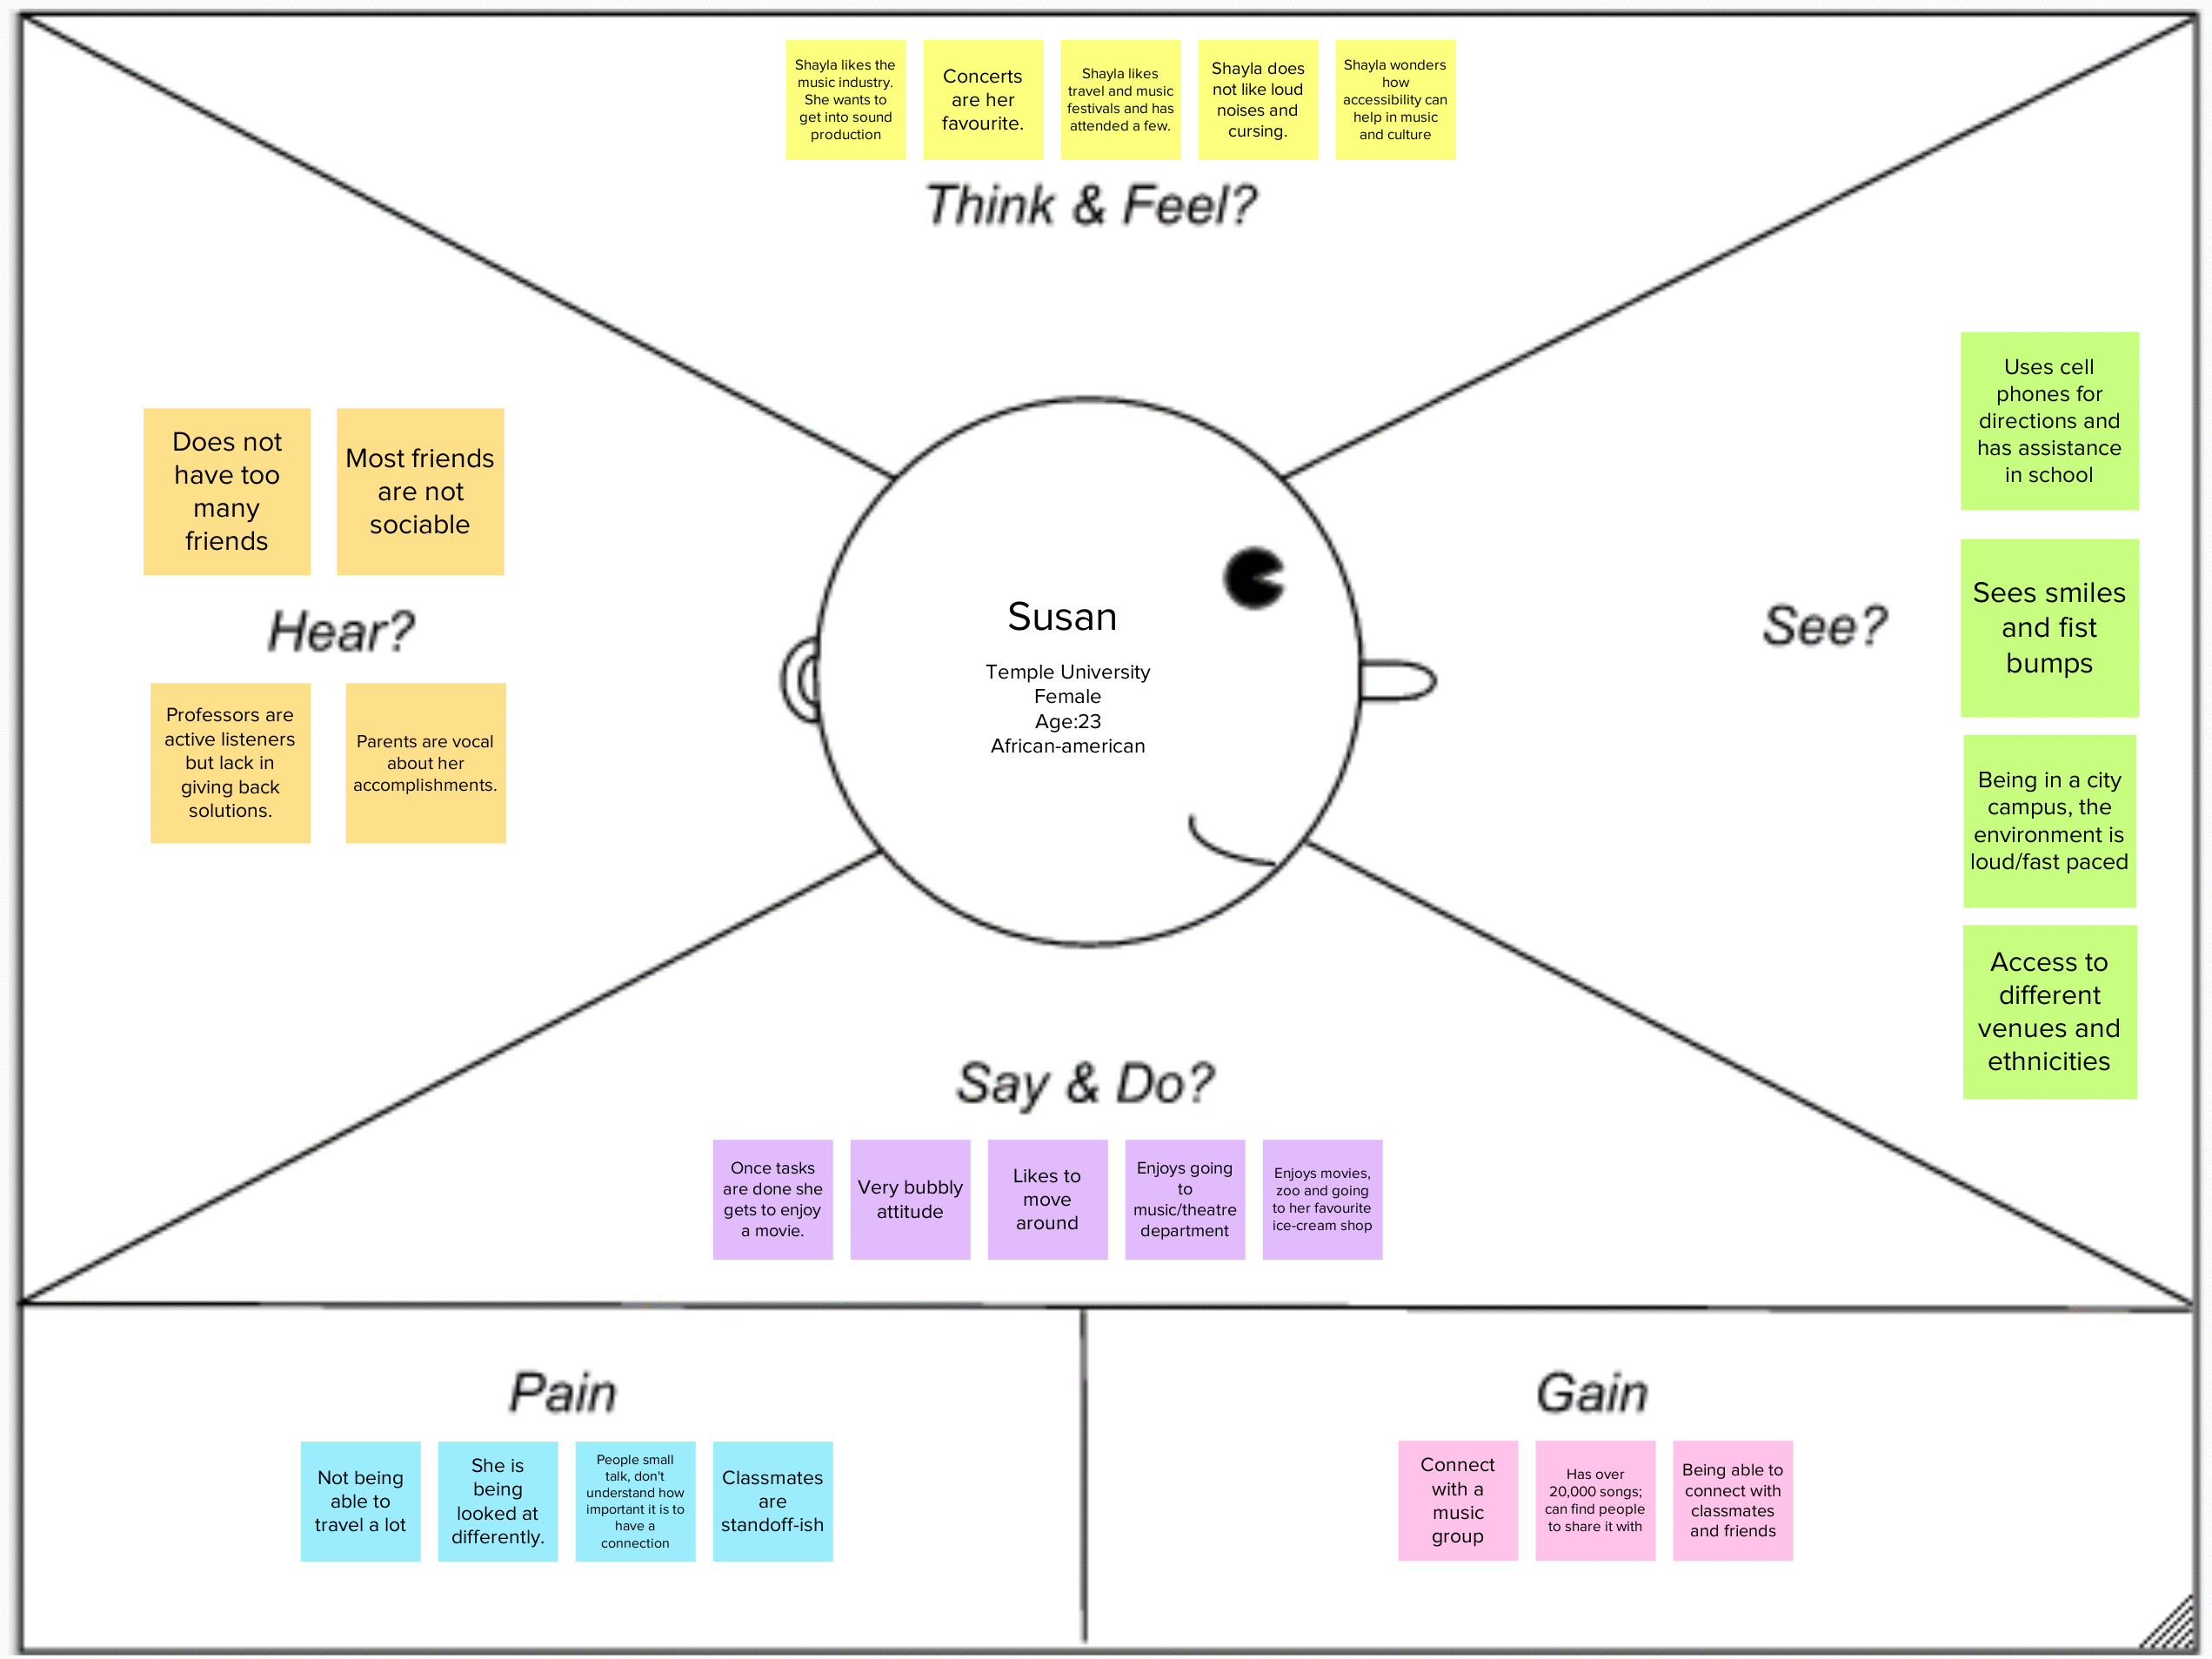 Shayla likes the
music industry.
She wants to
get into sound
production
Concerts
are her
favourite.
Shayla likes
travel and music
festivals and has
attended a few.
Shayla does
not like loud
noises and
cursing.
Shayla wonders
how
accessibility can
help in music
and culture
Think & Feel?
Does not
have too
many
friends
Most friends
are not
sociable
Hear?
Professors are
active listeners
but lack in
giving back
solutions.
Parents are vocal
about her
accomplishments.
Susan
Temple University
Female
Age:23
African-american
See?
Uses cell
phones for
directions and
has assistance
in school
Sees smiles
and fist
bumps
Being in a city
campus, the
environment is
loud/fast paced
Access to
different
venues and
ethnicities
Say & Do?
Once tasks
are done she
gets to enjoy
a movie.
Very bubbly
attitude
Likes to
move
around
Enjoys going
to
music/theatre
department
Enjoys movies,
zoo and going
to her favourite
ice-cream shop
Pain
Not being
able to
travel a lot
She is
being
looked at
differently.
People small
talk, don't
understand how
important it is to
have a
connection
Classmates
are
standoff-ish
Gain
Connect
with a
music
group
Has over
20,000 songs;
can find people
to share it with
Being able to
connect with
classmates
and friends